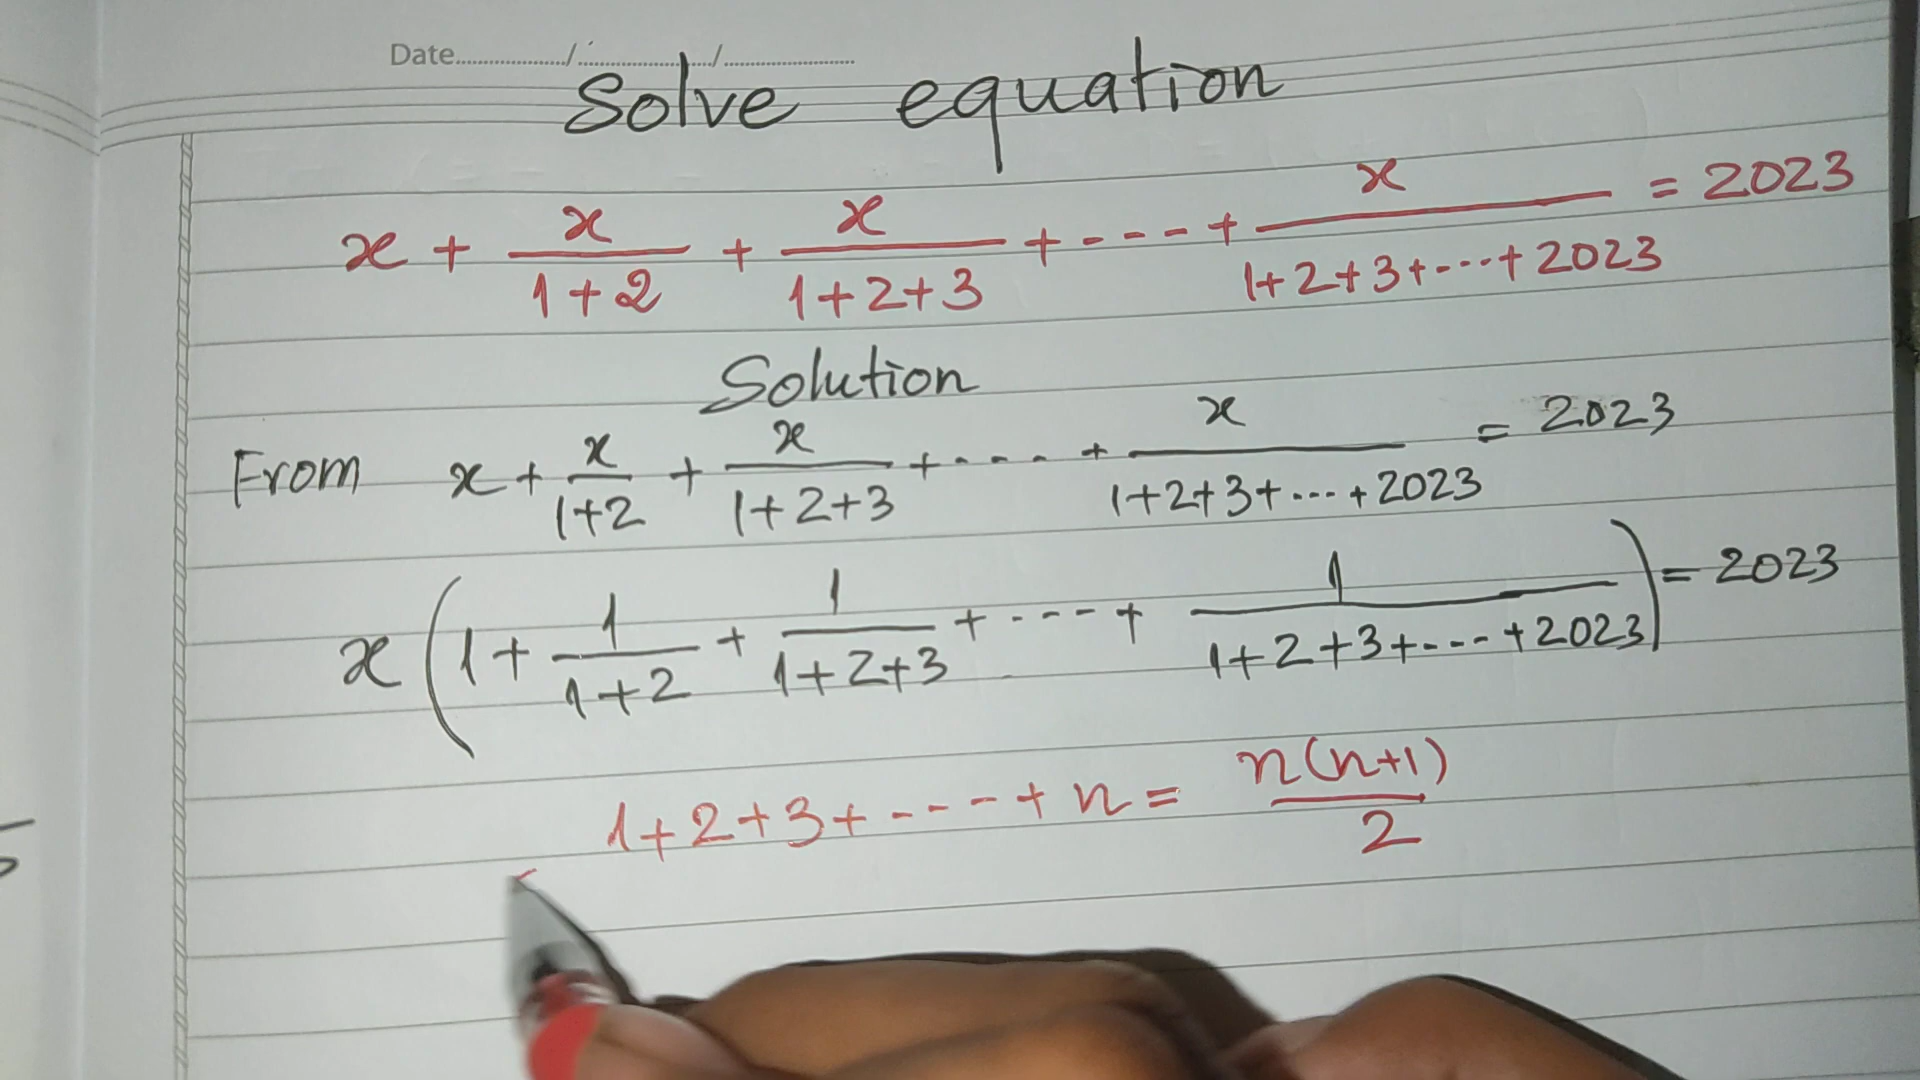 Date..................../......................../........................
Solve equation
x + x/(1+2) + x/(1+2+3) + ---- + x/(1+2+3+---+2023) = 2023
Solution
From x + x/(1+2) + x/(1+2+3) + ---- + x/(1+2+3+---+2023) = 2023
x(1 + 1/(1+2) + 1/(1+2+3) + ---- + 1/(1+2+3+---+2023)) = 2023
1+2+3+----+n = n(n+1)/2